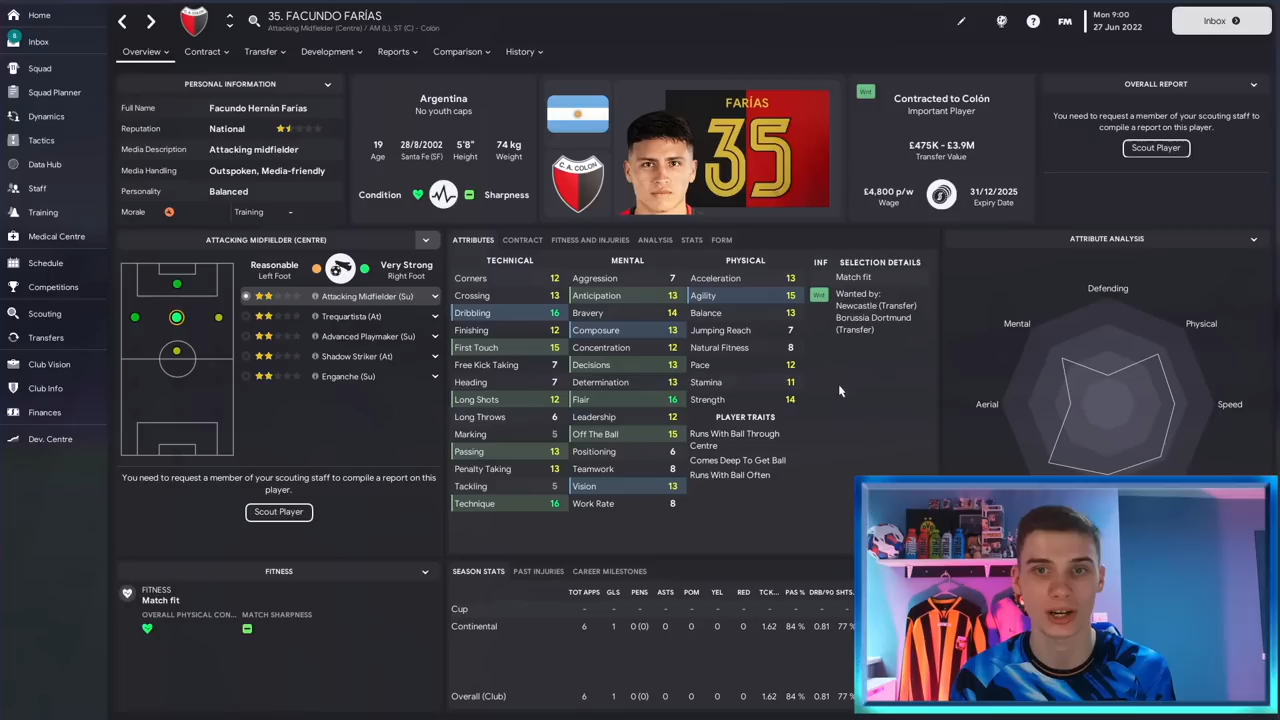 Home
8
Inbox
Squad
Squad Planner
Dynamics
Tactics
Data Hub
Staff
Training
Medical Centre
Schedule
Competitions
Scouting
Transfers
Club Vision
Club Info
Finances
Dev. Centre
35. FACUNDO FARÍAS
Attacking Midfielder (Centre) / AM (L), ST (C) - Colón
FM
Mon 9:00
27 Jun 2022
Inbox
Overview
Contract
Transfer
Development
Reports
Comparison
History
PERSONAL INFORMATION
Full Name Facundo Hernán Farías
Reputation National
Media Description Attacking midfielder
Media Handling Outspoken, Media-friendly
Personality Balanced
Morale Training -
Argentina
No youth caps
19 28/8/2002 5'8" 74 kg
Age Santa Fe (SF) Height Weight
Condition Sharpness
C. A. COLON
FARÍAS
35
Wnt
Contracted to Colón
Important Player
£475K - £3.9M
Transfer Value
£4,800 p/w 31/12/2025
Wage Expiry Date
OVERALL REPORT
You need to request a member of your scouting staff to
compile a report on this player.
Scout Player
ATTACKING MIDFIELDER (CENTRE)
Reasonable Very Strong
Left Foot Right Foot
Attacking Midfielder (Su)
Trequartista (At)
Advanced Playmaker (Su)
Shadow Striker (At)
Enganche (Su)
You need to request a member of your scouting staff to compile a report on this
player.
Scout Player
ATTRIBUTES CONTRACT FITNESS AND INJURIES ANALYSIS STATS FORM
TECHNICAL
Corners 12
Crossing 13
Dribbling 16
Finishing 12
First Touch 15
Free Kick Taking 7
Heading 7
Long Shots 12
Long Throws 6
Marking 5
Passing 13
Penalty Taking 13
Tackling 5
Technique 16
MENTAL
Aggression 7
Anticipation 13
Bravery 14
Composure 13
Concentration 12
Decisions 13
Determination 13
Flair 16
Leadership 12
Off The Ball 15
Positioning 6
Teamwork 8
Vision 13
Work Rate 8
PHYSICAL
Acceleration 13
Agility 15
Balance 13
Jumping Reach 7
Natural Fitness 8
Pace 12
Stamina 11
Strength 14
PLAYER TRAITS
Runs With Ball Through
Centre
Comes Deep To Get Ball
Runs With Ball Often
INF SELECTION DETAILS
Match fit
Wnt
Wanted by:
Newcastle (Transfer)
Borussia Dortmund
(Transfer)
ATTRIBUTE ANALYSIS
Defending
Mental Physical
Aerial Speed
FITNESS
FITNESS
Match fit
OVERALL PHYSICAL CON... MATCH SHARPNESS
SEASON STATS PAST INJURIES CAREER MILESTONES
TOT APPS GLS PENS ASTS POM YEL RED TCK... PAS % DRB/90 SHTS.
Cup - - - - - - - - - - -
Continental 6 1 0 (0) 0 0 0 0 1.62 84 % 0.81 77 %
Overall (Club) 6 1 0 (0) 0 0 0 0 1.62 84 % 0.81 77 %